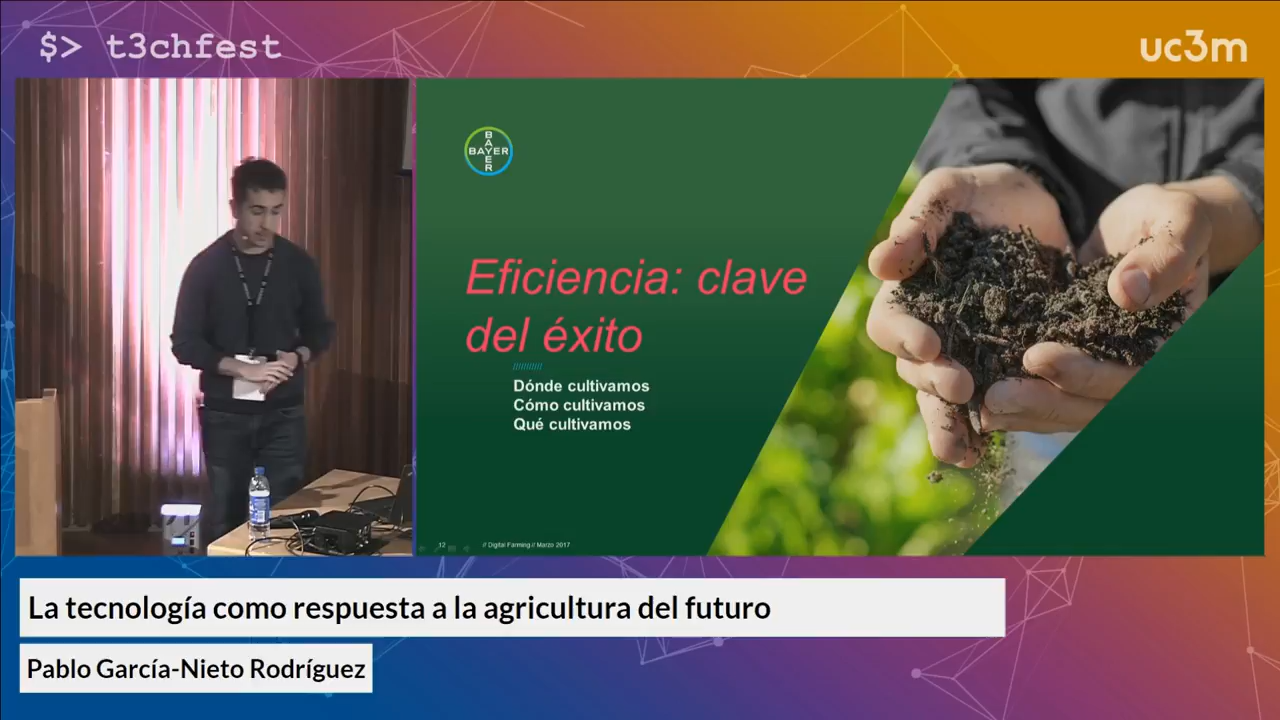 $> t3chfest
uc3m
BAYER
BAYER
Eficiencia: clave
del éxito
Dónde cultivamos
Cómo cultivamos
Qué cultivamos
12 // Digital Farming // Marzo 2017
La tecnología como respuesta a la agricultura del futuro
Pablo García-Nieto Rodríguez